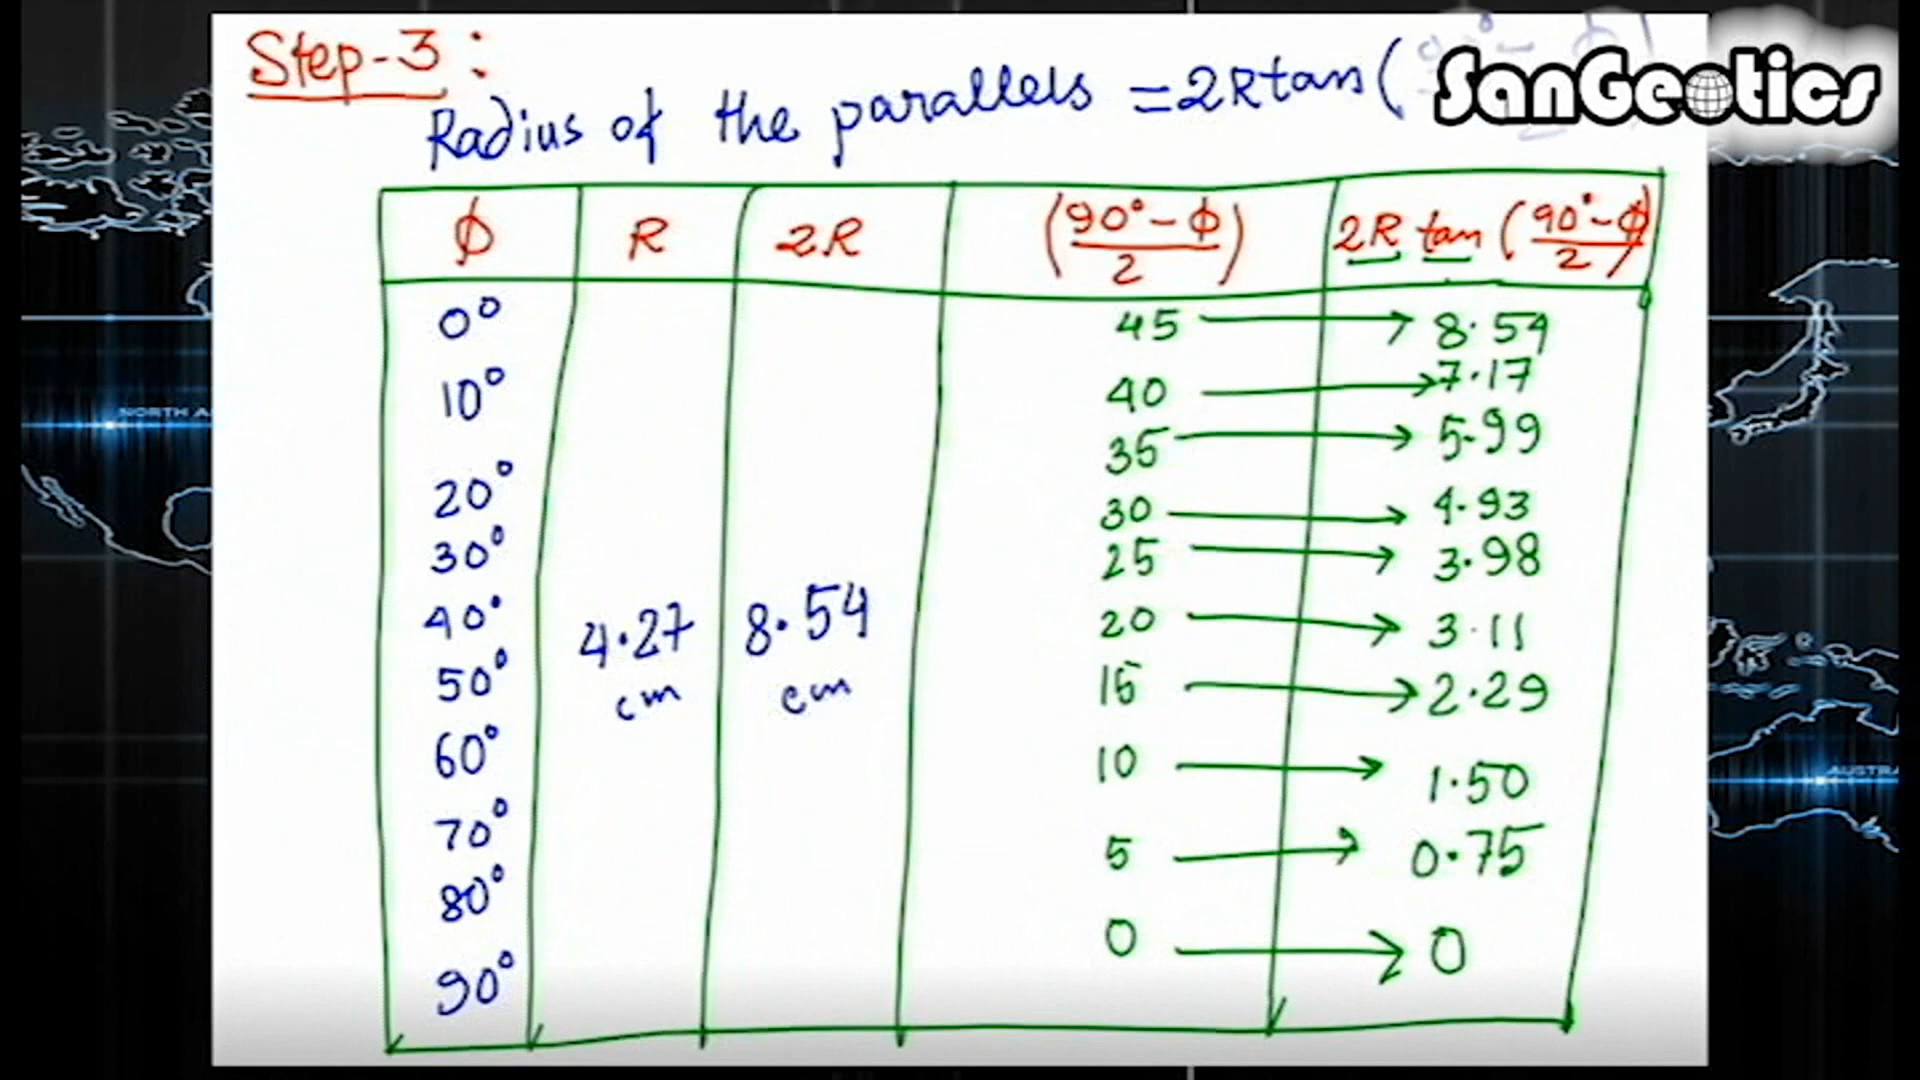 Step-3:
Radius of the parallels = 2R tan (
SanGeotics
ϕ R 2R (90°-ϕ/2) 2R tan (90°-ϕ/2)
0° 45 → 8.54
10° 40 → 7.17
20° 35 → 5.99
30° 30 → 4.93
40° 25 → 3.98
50° 20 → 3.11
60° 15 → 2.29
70° 10 → 1.50
80° 5 → 0.75
90° 0 → 0
4.27 cm
8.54 cm
NORTH A
AUSTRA